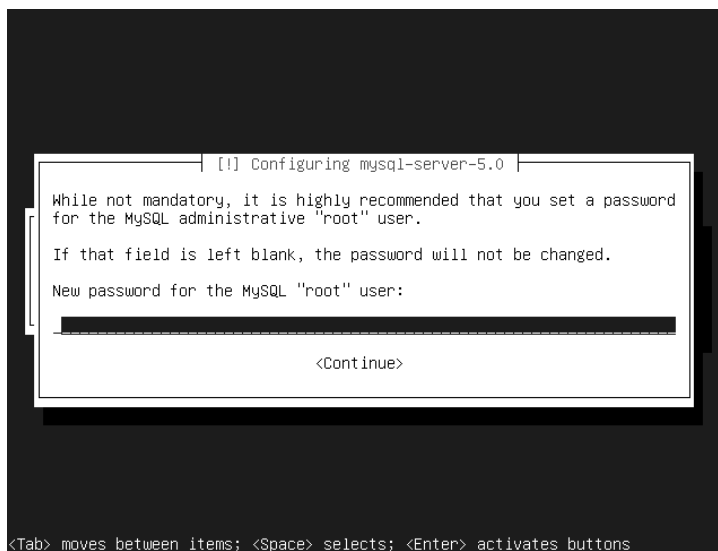 [!] Configuring mysql-server-5.0
While not mandatory, it is highly recommended that you set a password
for the MySQL administrative "root" user.
If that field is left blank, the password will not be changed.
New password for the MySQL "root" user:
<Continue>
<Tab> moves between items; <Space> selects; <Enter> activates buttons